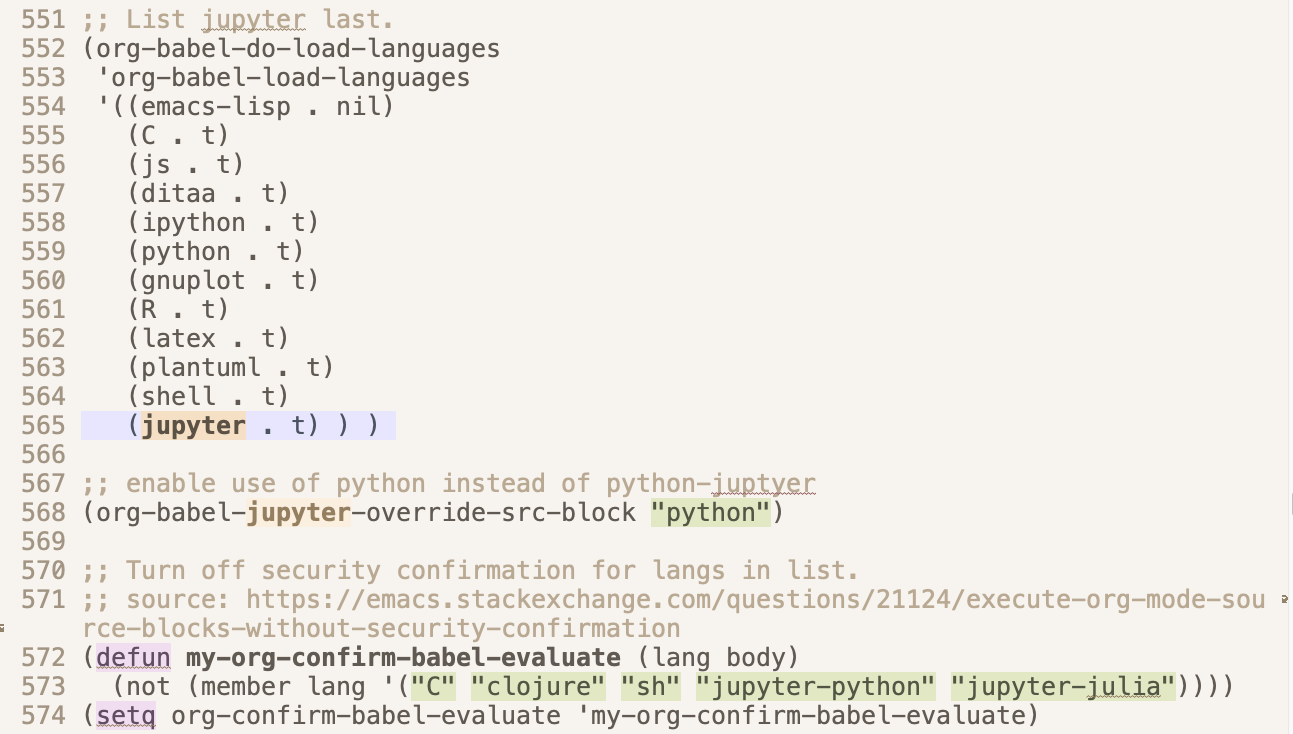 551 ;; List jupyter last.
552 (org-babel-do-load-languages
553  'org-babel-load-languages
554  '((emacs-lisp . nil)
555    (C . t)
556    (js . t)
557    (ditaa . t)
558    (ipython . t)
559    (python . t)
560    (gnuplot . t)
561    (R . t)
562    (latex . t)
563    (plantuml . t)
564    (shell . t)
565    (jupyter . t) ) )
566
567 ;; enable use of python instead of python-juptyer
568 (org-babel-jupyter-override-src-block "python")
569
570 ;; Turn off security confirmation for langs in list.
571 ;; source: https://emacs.stackexchange.com/questions/21124/execute-org-mode-sou
rce-blocks-without-security-confirmation
572 (defun my-org-confirm-babel-evaluate (lang body)
573   (not (member lang '("C" "clojure" "sh" "jupyter-python" "jupyter-julia"))))
574 (setq org-confirm-babel-evaluate 'my-org-confirm-babel-evaluate)